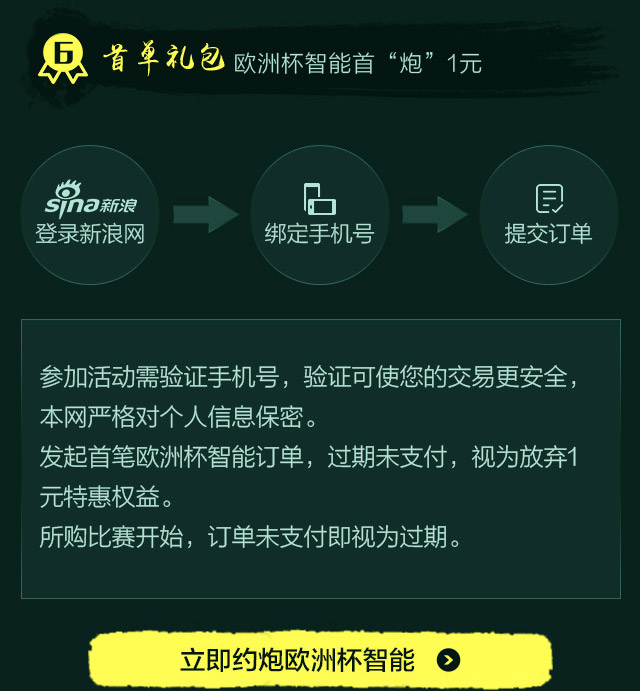 6 首单礼包 欧洲杯智能首“炮”1元
sina新浪
登录新浪网 绑定手机号 提交订单
参加活动需验证手机号，验证可使您的交易更安全，
本网严格对个人信息保密。
发起首笔欧洲杯智能订单，过期未支付，视为放弃1
元特惠权益。
所购比赛开始，订单未支付即视为过期。
立即约炮欧洲杯智能